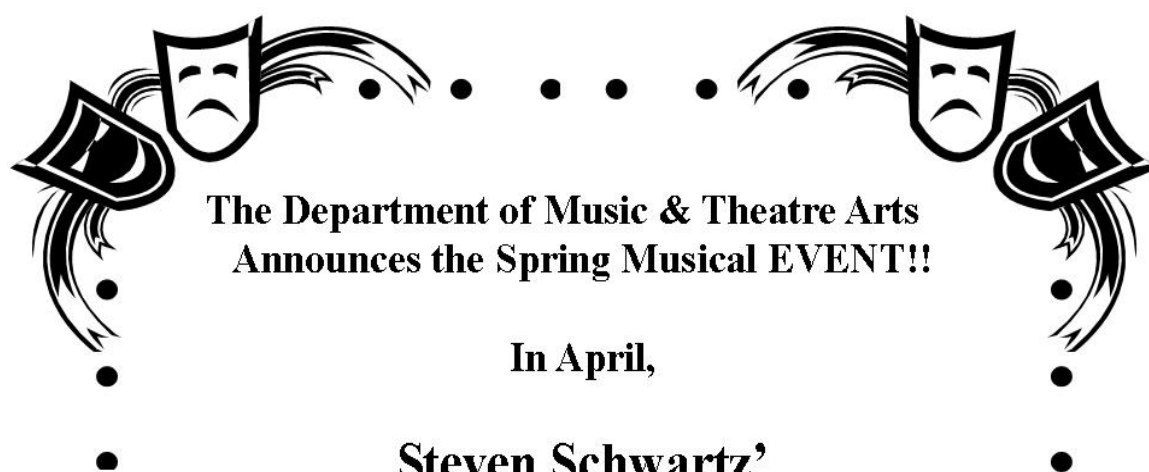 The Department of Music & Theatre Arts
Announces the Spring Musical EVENT!!
In April,
Steven Schwartz’